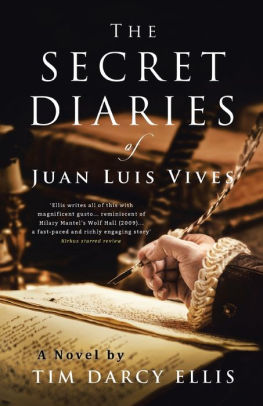 THE
SECRET
DIARIES
of
JUAN LUIS VIVES
'Ellis writes all of this with
magnificent gusto... reminiscent of
Hilary Mantel's Wolf Hall (2009).
a fast-paced and richly engaging story'
Kirkus starred review
A Novel by
TIM DARCY ELLIS